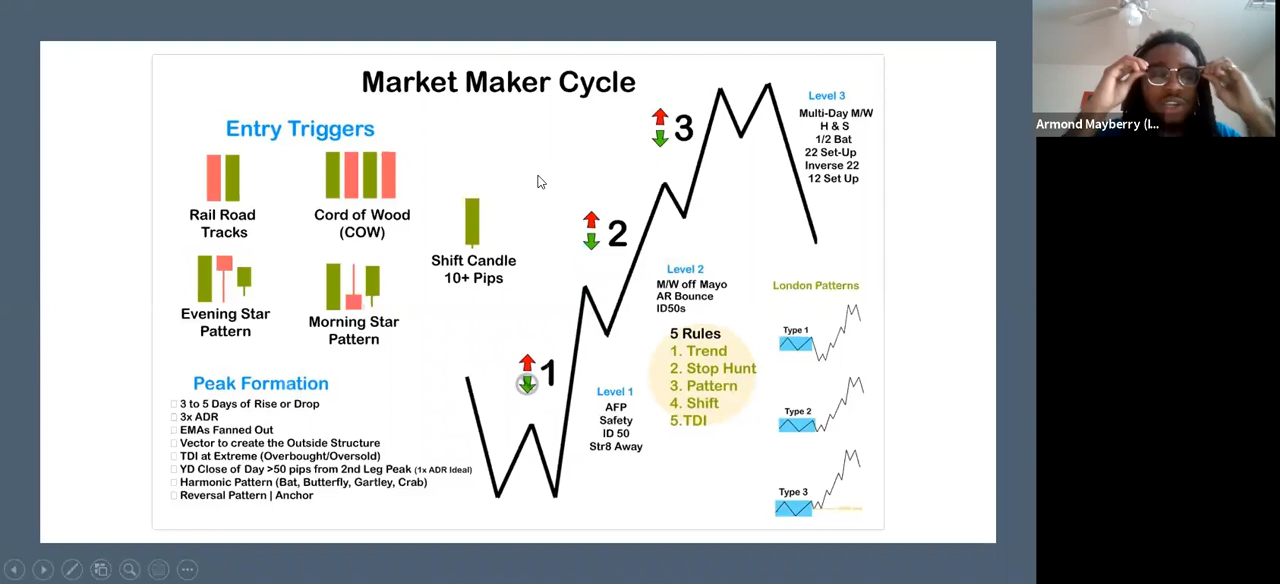 Market Maker Cycle
Entry Triggers
Rail Road
Tracks
Cord of Wood
(COW)
Shift Candle
10+ Pips
Evening Star
Pattern
Morning Star
Pattern
Peak Formation
3 to 5 Days of Rise or Drop
3x ADR
EMAs Fanned Out
Vector to create the Outside Structure
TDI at Extreme (Overbought/Oversold)
YD Close of Day >50 pips from 2nd Leg Peak (1x ADR Ideal)
Harmonic Pattern (Bat, Butterfly, Gartley, Crab)
Reversal Pattern | Anchor
1
Level 1
AFP
Safety
ID 50
Str8 Away
2
Level 2
M/W off Mayo
AR Bounce
ID50s
5 Rules
1. Trend
2. Stop Hunt
3. Pattern
4. Shift
5.TDI
3
Level 3
Multi-Day M/W
H & S
1/2 Bat
22 Set-Up
Inverse 22
12 Set Up
London Patterns
Type 1
Type 2
Type 3
Armond Mayberry (I...